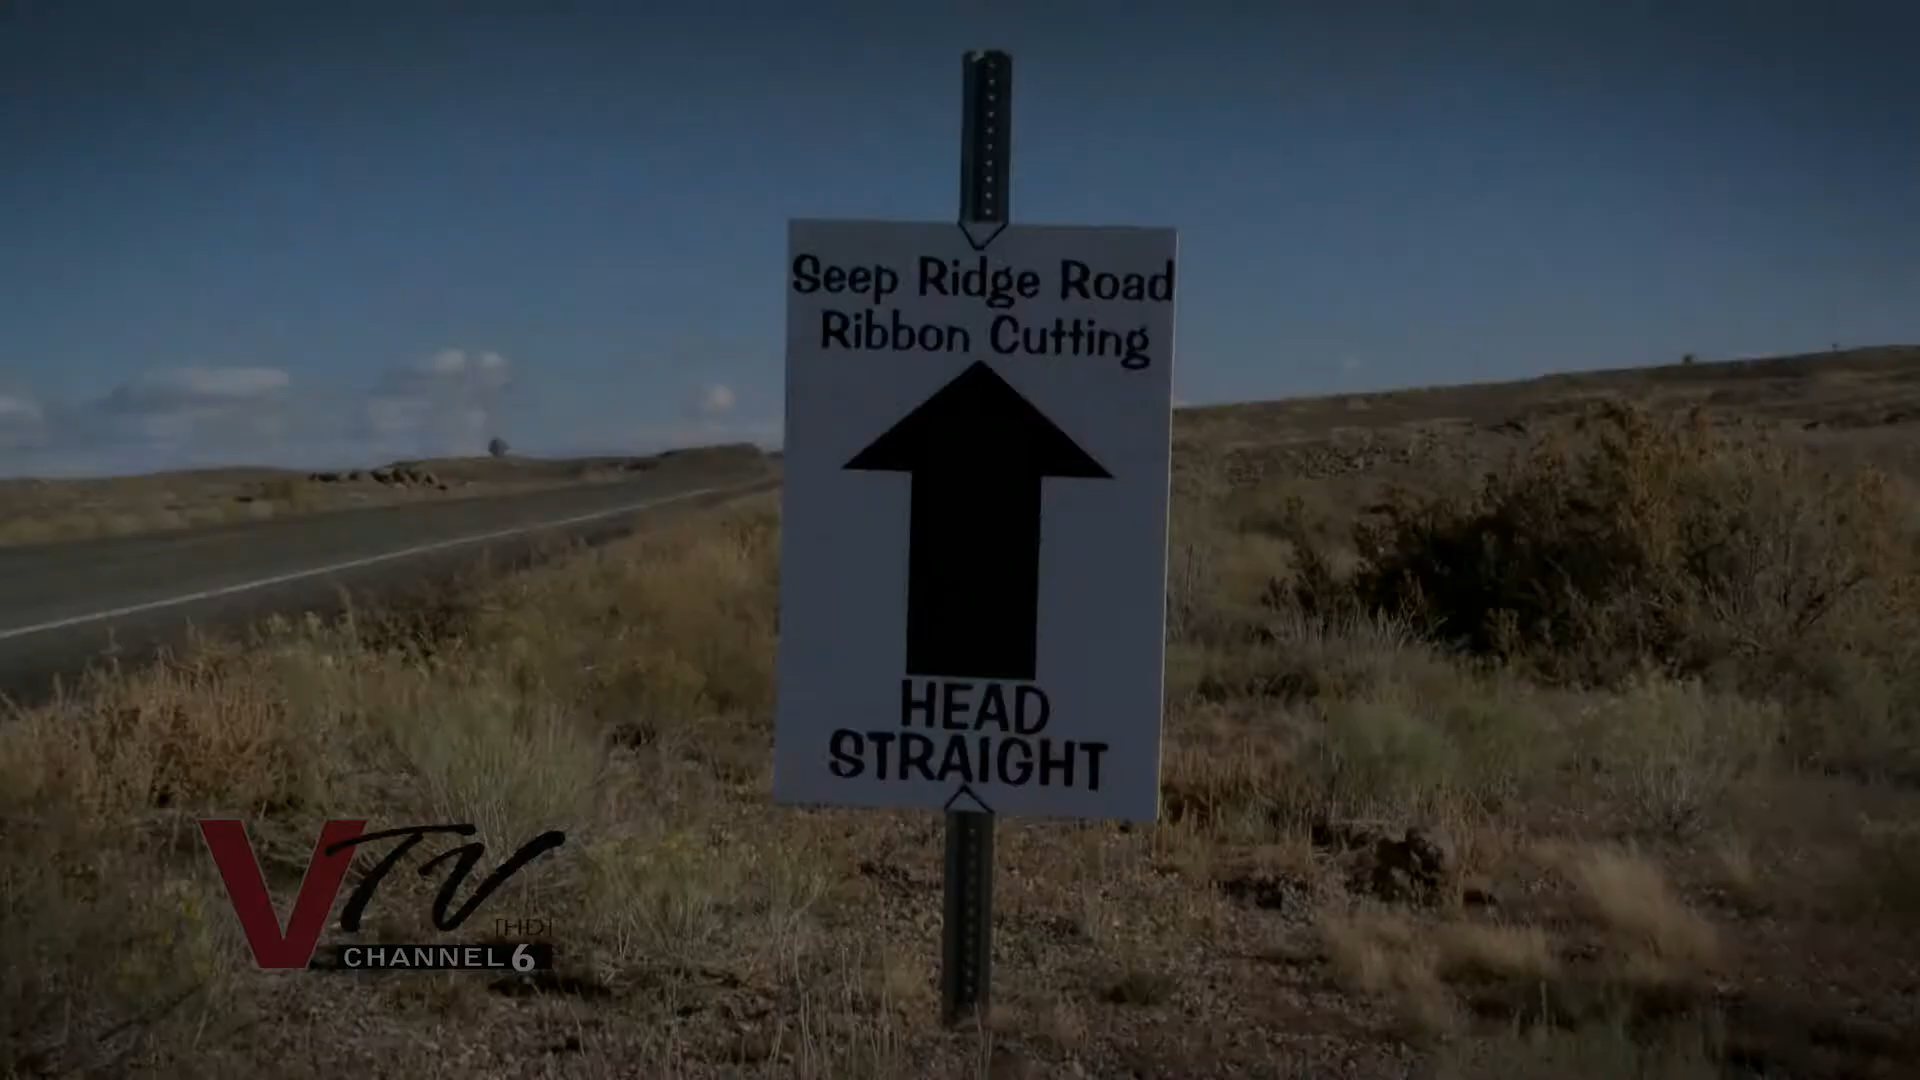 Seep Ridge Road
Ribbon Cutting
HEAD
STRAIGHT
VTV
[HD]
CHANNEL 6